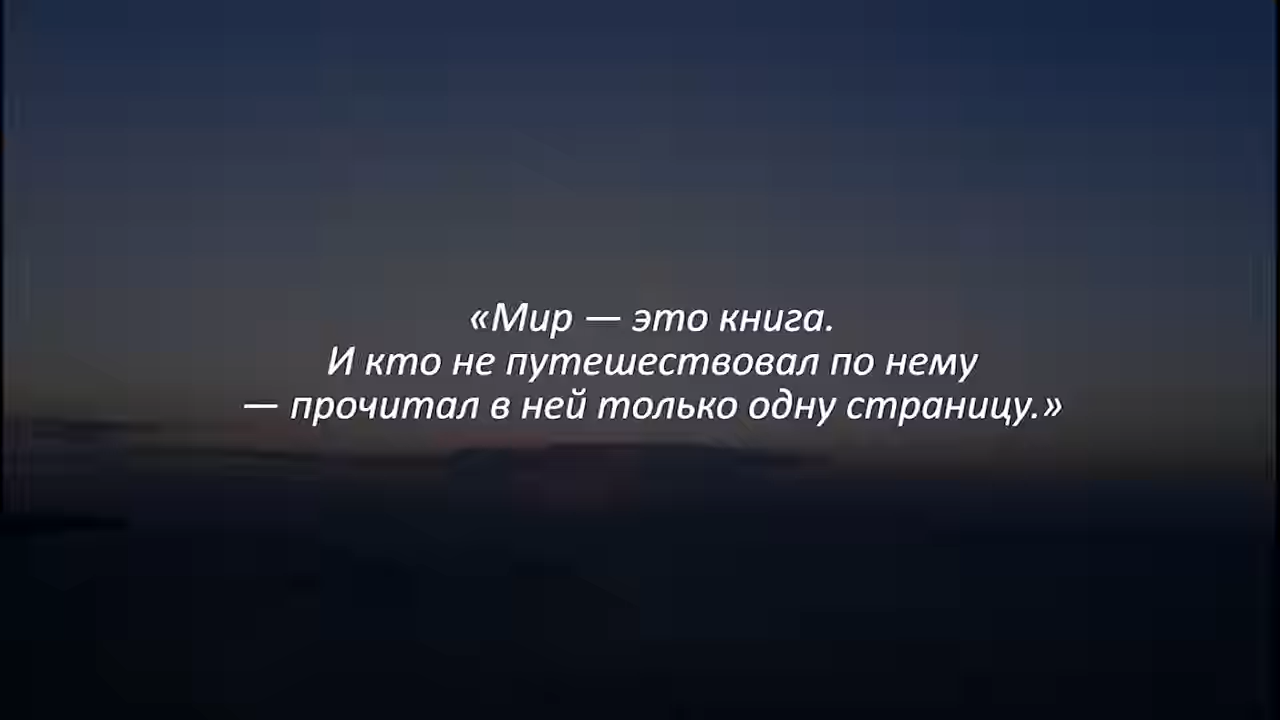 «Мир — это книга.
И кто не путешествовал по нему
— прочитал в ней только одну страницу.»